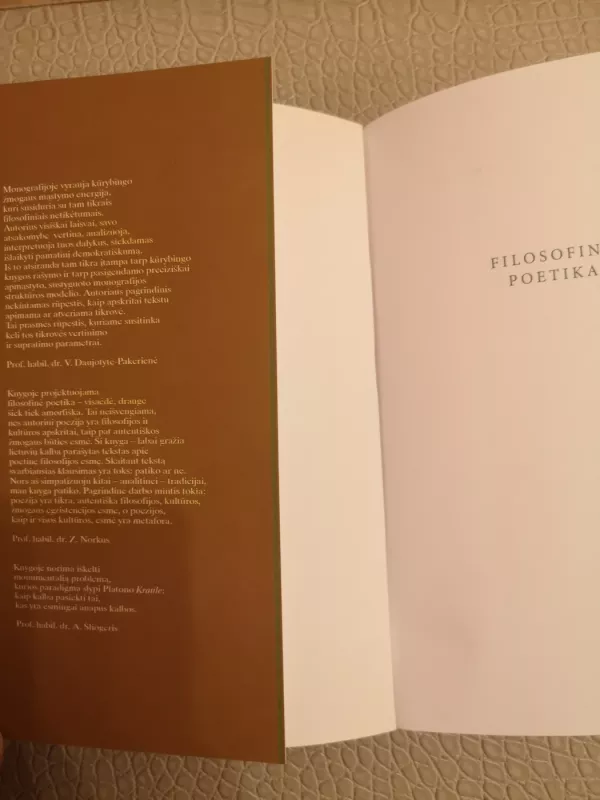 Monografijoje vyrauja kūrybingo
žmogaus mąstymo energija,
kuri susiduria su tam tikrais
filosofiniais netikėtumais.
Autorius visiškai laisvai, savo
atsakomybe vertina, analizuoja,
interpretuoja tuos dalykus, siekdamas
išlaikyti pamatinį demokratiškumą.
Iš to atsiranda tam tikra įtampa tarp kūrybingo
knygos rašymo ir tarp pasigendamo preciziškai
apmąstyto, sustyguoto monografijos
struktūros modelio. Autoriaus pagrindinis
nekintamas rūpestis, kaip apskritai tekstu
apimama ar atveriama tikrovė.
Tai prasmės rūpestis, kuriame susitinka
keli tos tikrovės vertinimo
ir supratimo parametrai.
Prof. habil. dr. V. Daujotytė-Pakerienė
Knygoje projektuojama
filosofinė poetika – visaėdė, drauge
šiek tiek amorfiška. Tai neišvengiama,
nes autoriui poezija yra filosofijos ir
kultūros apskritai, taip pat autentiškos
žmogaus būties esmė. Ši knyga – labai gražia
lietuvių kalba parašytas tekstas apie
poetinę filosofijos esmę. Skaitant tekstą
svarbiausias klausimas yra toks: patiko ar ne.
Nors aš simpatizuoju kitai – analitinei – tradicijai,
man knyga patiko. Pagrindinė darbo mintis tokia:
poezija yra tikra, autentiška filosofijos, kultūros,
žmogaus egzistencijos esmė, o poezijos,
kaip ir visos kultūros, esmė yra metafora.
Prof. habil. dr. Z. Norkus
Knygoje norima iškelti
monumentalią problemą,
kurios paradigma slypi Platono Kratile:
kaip kalba pasiekti tai,
kas yra esmingai anapus kalbos.
Prof. habil. dr. A. Šliogeris
FILOSOFIN
POETIKA